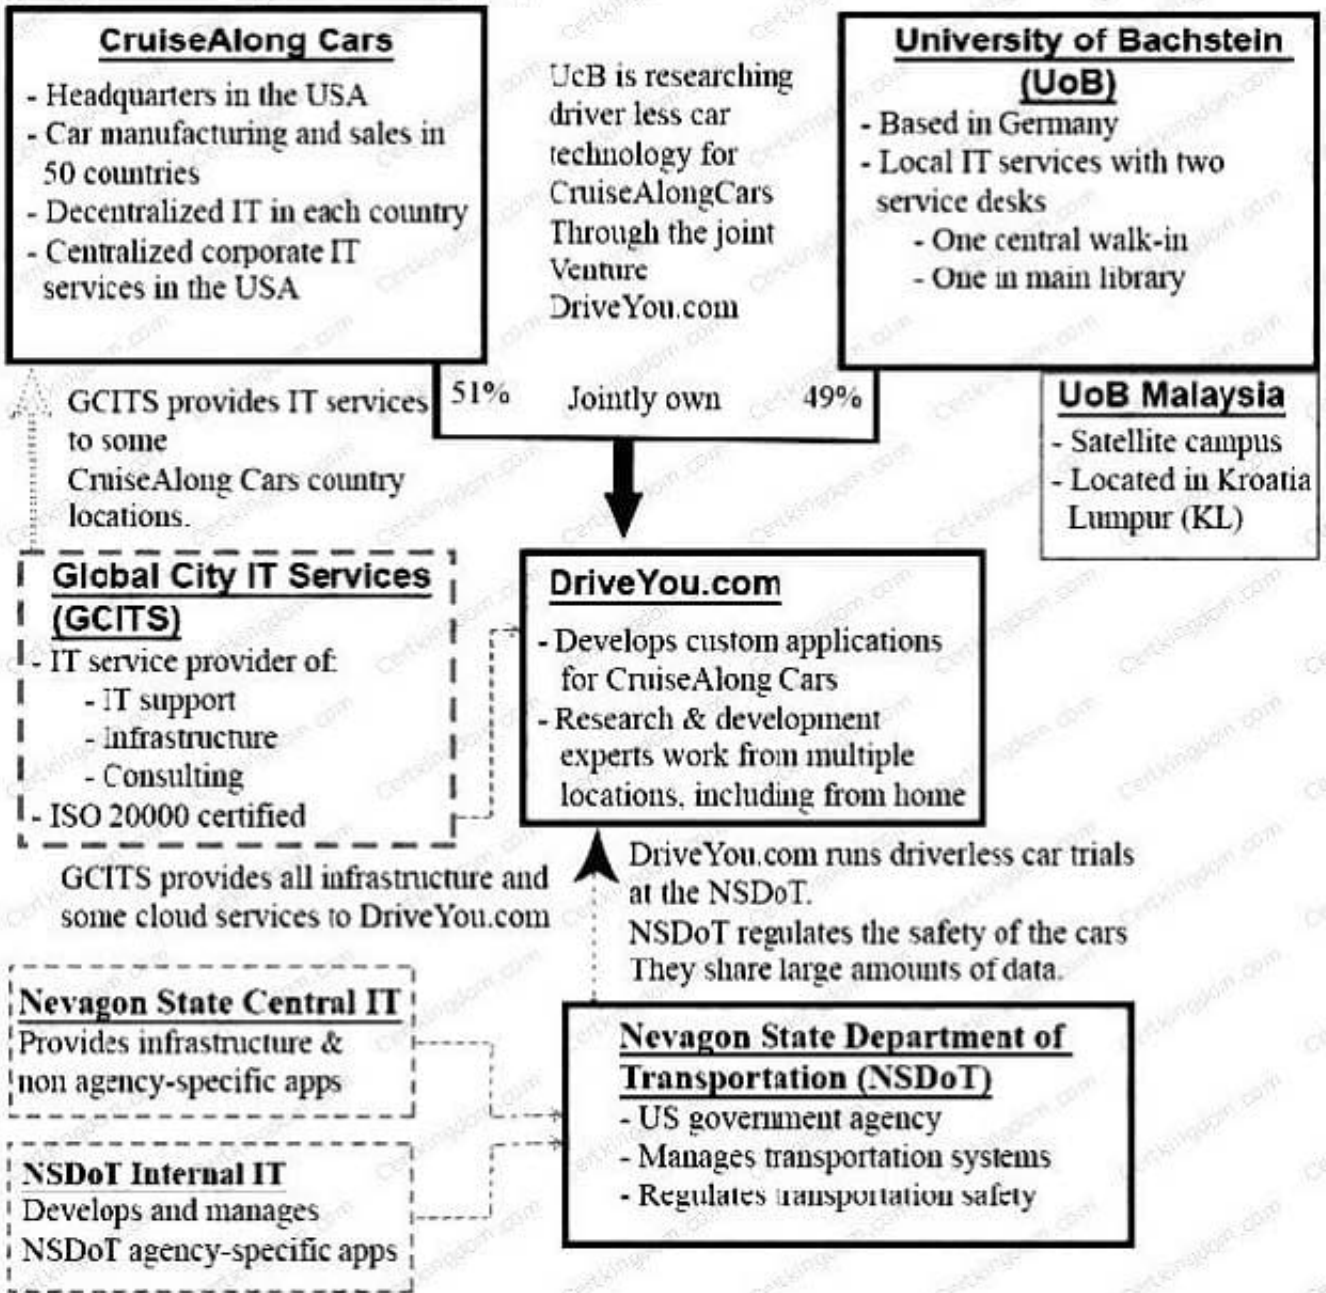 CruiseAlong Cars
- Headquarters in the USA
- Car manufacturing and sales in
50 countries
- Decentralized IT in each country
- Centralized corporate IT
services in the USA
UcB is researching
driver less car
technology for
CruiseAlongCars
Through the joint
Venture
DriveYou.com
University of Bachstein
(UoB)
- Based in Germany
- Local IT services with two
service desks
- One central walk-in
- One in main library
51% Jointly own 49%
UoB Malaysia
- Satellite campus
- Located in Kroatia
Lumpur (KL)
GCITS provides IT services
to some
CruiseAlong Cars country
locations.
Global City IT Services
(GCITS)
- IT service provider of:
- IT support
- Infrastructure
- Consulting
- ISO 20000 certified
DriveYou.com
- Develops custom applications
for CruiseAlong Cars
- Research & development
experts work from multiple
locations, including from home
GCITS provides all infrastructure and
some cloud services to DriveYou.com
DriveYou.com runs driverless car trials
at the NSDoT.
NSDoT regulates the safety of the cars
They share large amounts of data.
Nevagon State Central IT
Provides infrastructure &
non agency-specific apps
NSDoT Internal IT
Develops and manages
NSDoT agency-specific apps
Nevagon State Department of
Transportation (NSDoT)
- US government agency
- Manages transportation systems
- Regulates transportation safety
Certkingdom.com